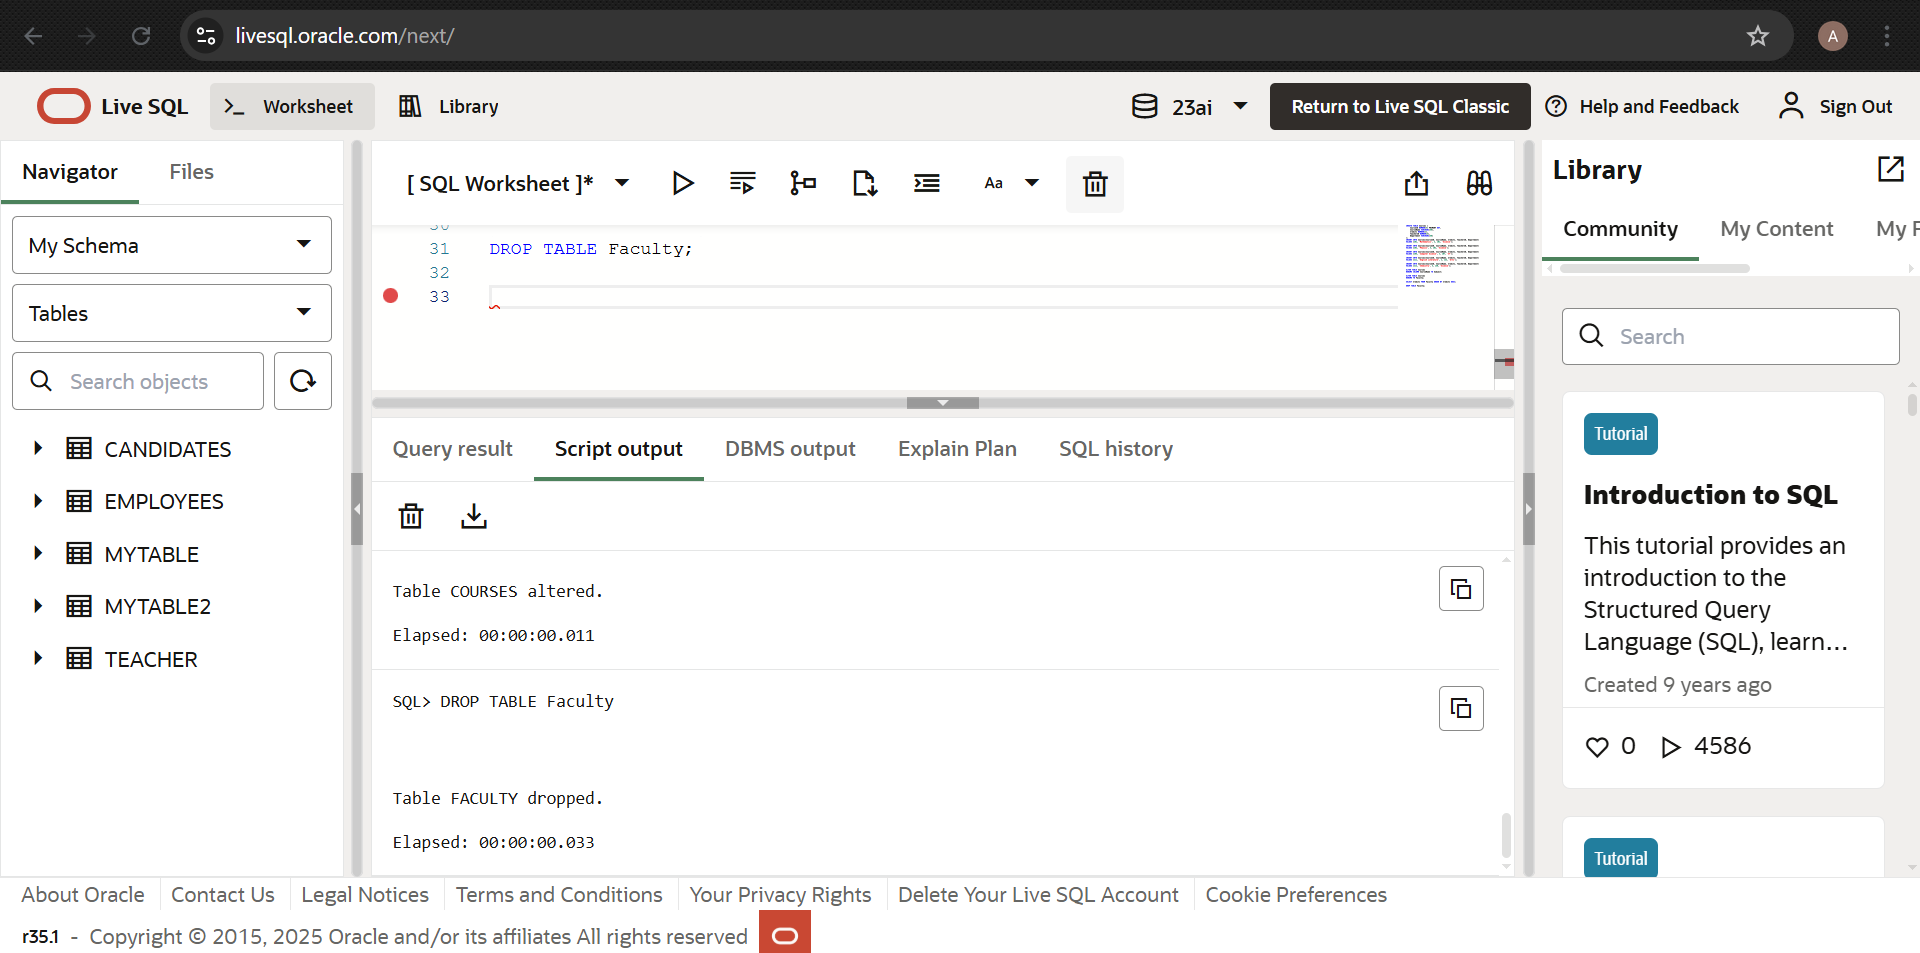 livesql.oracle.com/next/
A
Live SQL
Worksheet
Library
23ai
Return to Live SQL Classic
Help and Feedback
Sign Out
Navigator
Files
My Schema
Tables
Search objects
CANDIDATES
EMPLOYEES
MYTABLE
MYTABLE2
TEACHER
[ SQL Worksheet ]*
Aa
30
31 DROP TABLE Faculty;
32
33
Query result
Script output
DBMS output
Explain Plan
SQL history
Table COURSES altered.
Elapsed: 00:00:00.011
SQL> DROP TABLE Faculty
Table FACULTY dropped.
Elapsed: 00:00:00.033
Library
Community
My Content
My F
Search
Tutorial
Introduction to SQL
This tutorial provides an
introduction to the
Structured Query
Language (SQL), learn...
Created 9 years ago
0
4586
Tutorial
About Oracle
Contact Us
Legal Notices
Terms and Conditions
Your Privacy Rights
Delete Your Live SQL Account
Cookie Preferences
r35.1 - Copyright © 2015, 2025 Oracle and/or its affiliates All rights reserved